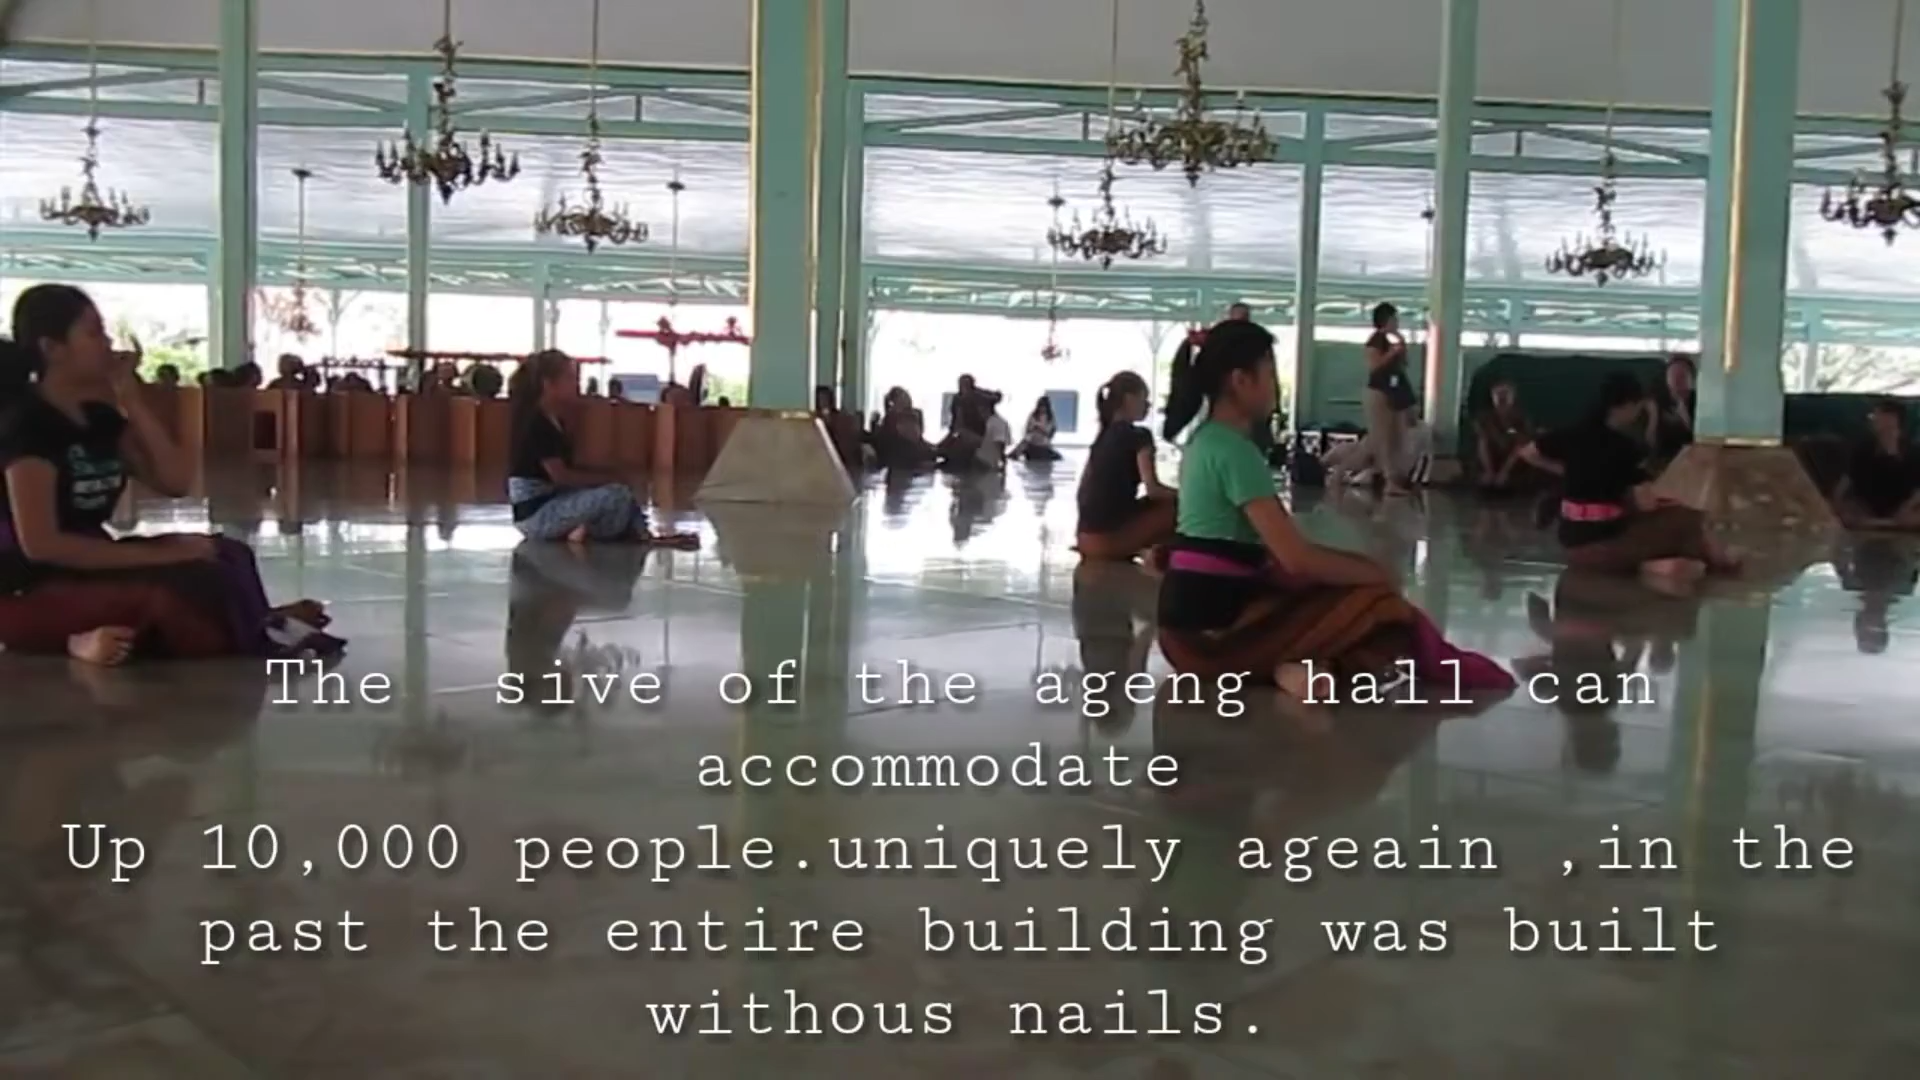 The sive of the ageng hall can
accommodate
Up 10,000 people.uniquely ageain ,in the
past the entire building was built
withous nails.